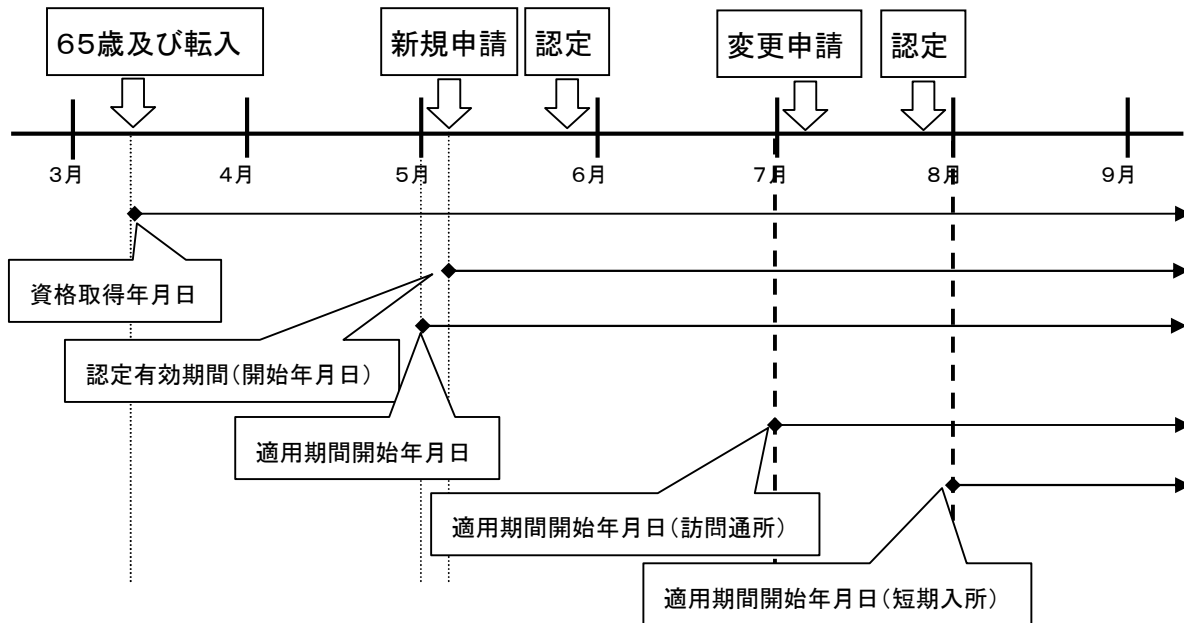 65歳及び転入
新規申請
認定
変更申請
認定
3月
4月
5月
6月
7月
8月
9月
資格取得年月日
認定有効期間(開始年月日)
適用期間開始年月日
適用期間開始年月日(訪問通所)
適用期間開始年月日(短期入所)